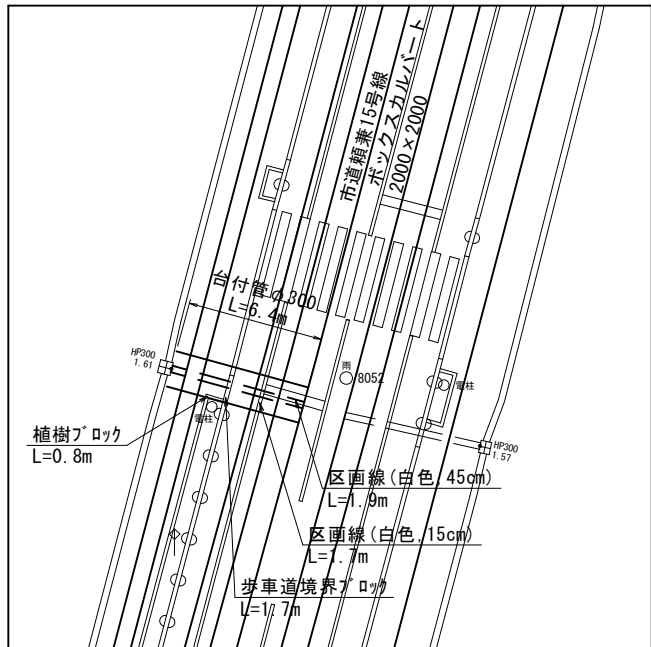 市道頼兼15号線
ボックスカルバート
2000×2000
台付管φ300
L=6.4m
HP300
1.61
雨
8052
電柱
HP300
1.57
電柱
植樹ブロック
L=0.8m
区画線(白色,45cm)
L=1.9m
区画線(白色,15cm)
L=1.7m
歩車道境界ブロック
L=1.7m